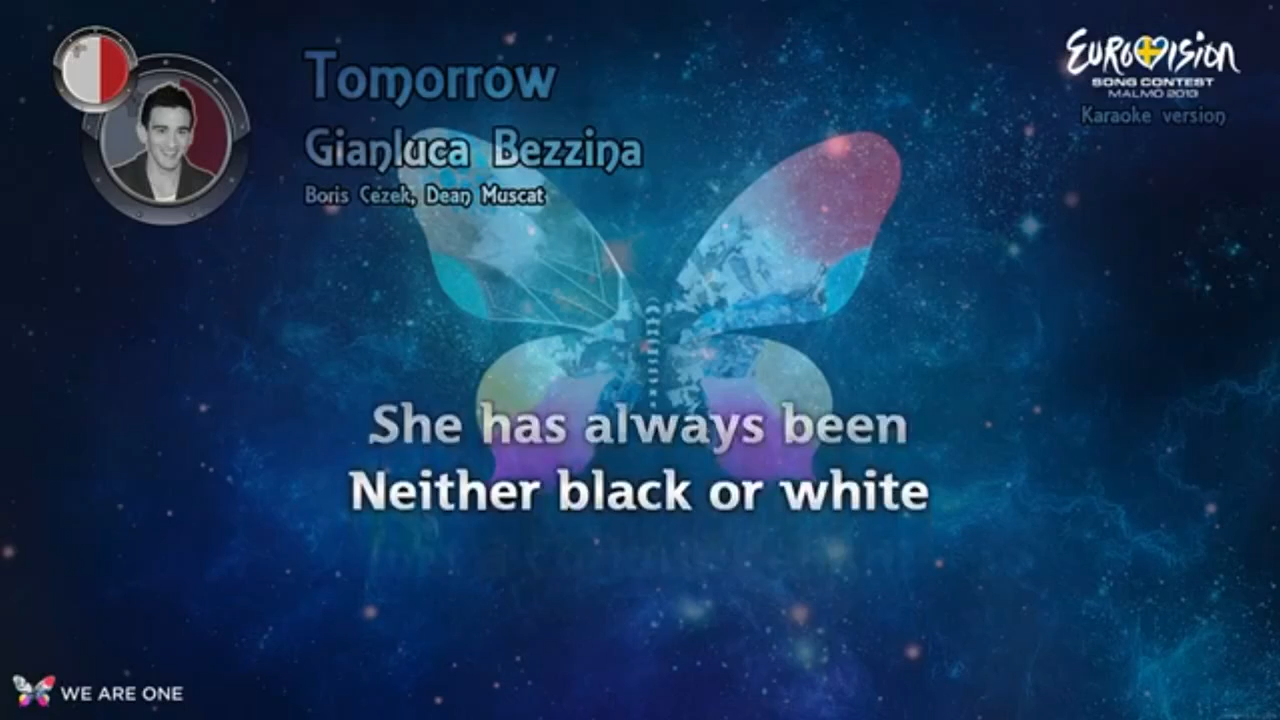 Tomorrow
Gianluca Bezzina
Boris Cezek, Dean Muscat
EUROVISION
SONG CONTEST
MALMÖ 2013
Karaoke version
She has always been
Neither black or white
WE ARE ONE